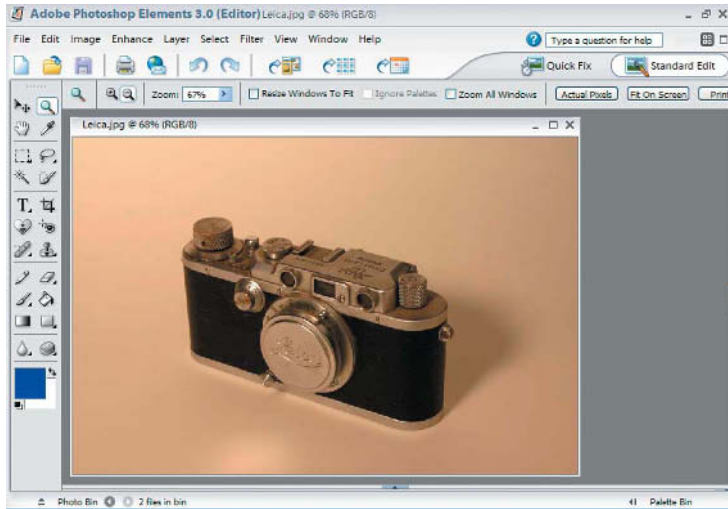 Adobe Photoshop Elements 3.0 (Editor) Leica.jpg @ 68% (RGB/8)
File Edit Image Enhance Layer Select Filter View Window Help
Type a question for help
Quick Fix Standard Edit
Zoom: 67% Resize Windows To Fit Ignore Palettes Zoom All Windows Actual Pixels Fit On Screen Print
Leica.jpg @ 68% (RGB/8)
Leica
Photo Bin 2 files in bin Palette Bin